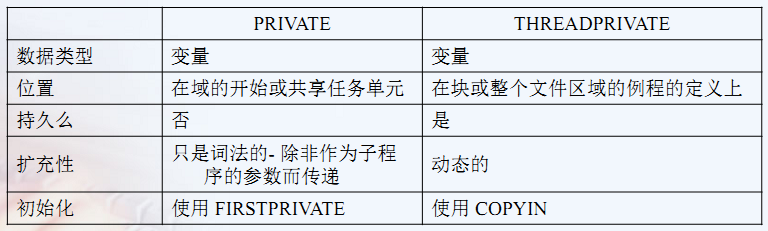 PRIVATE THREADPRIVATE
数据类型 变量 变量
位置 在域的开始或共享任务单元 在块或整个文件区域的例程的定义上
持久么 否 是
扩充性 只是词法的- 除非作为子程 动态的
序的参数而传递
初始化 使用 FIRSTPRIVATE 使用 COPYIN